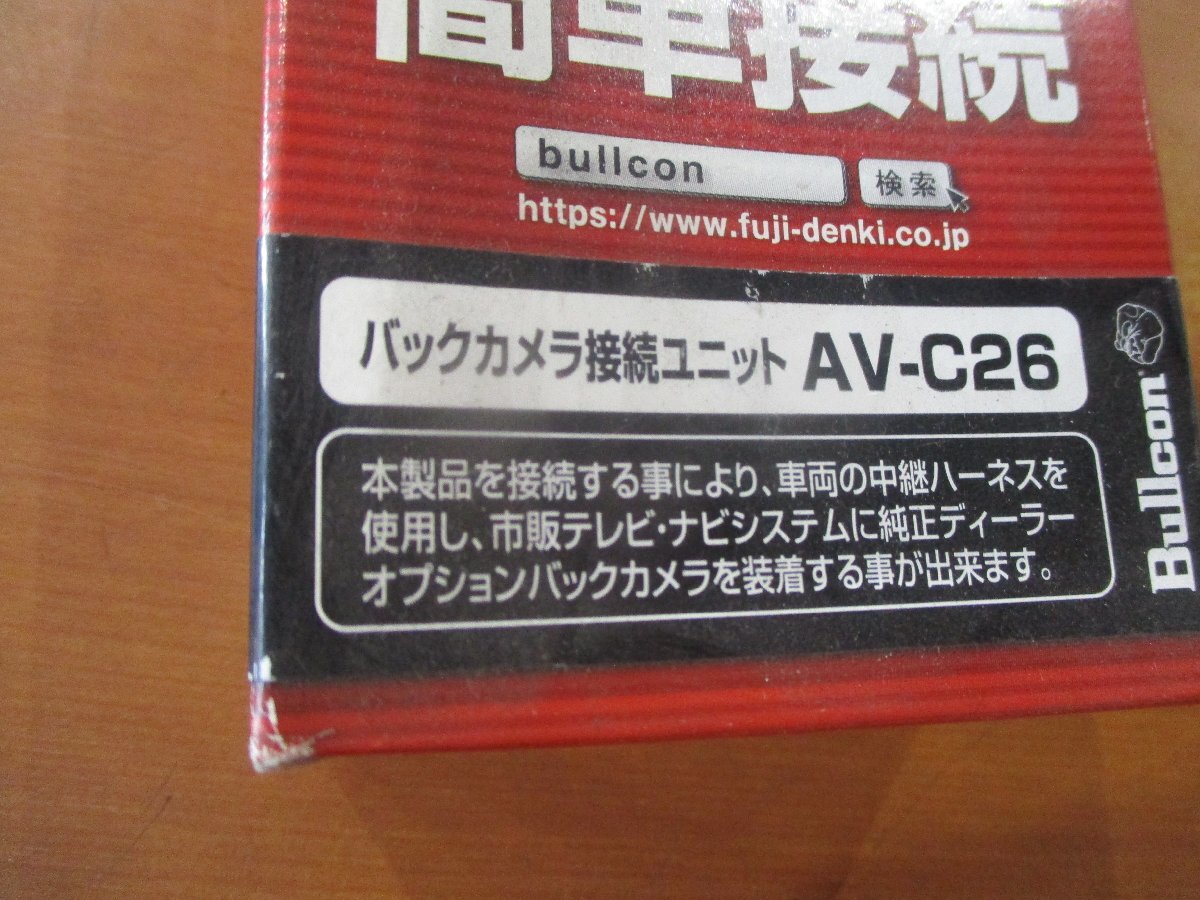 簡単接続
bullcon 検索
https://www.fuji-denki.co.jp
バックカメラ接続ユニット AV-C26
本製品を接続する事により、車両の中継ハーネスを
使用し、市販テレビ・ナビシステムに純正ディーラー
オプションバックカメラを装着する事が出来ます。
Bullcon